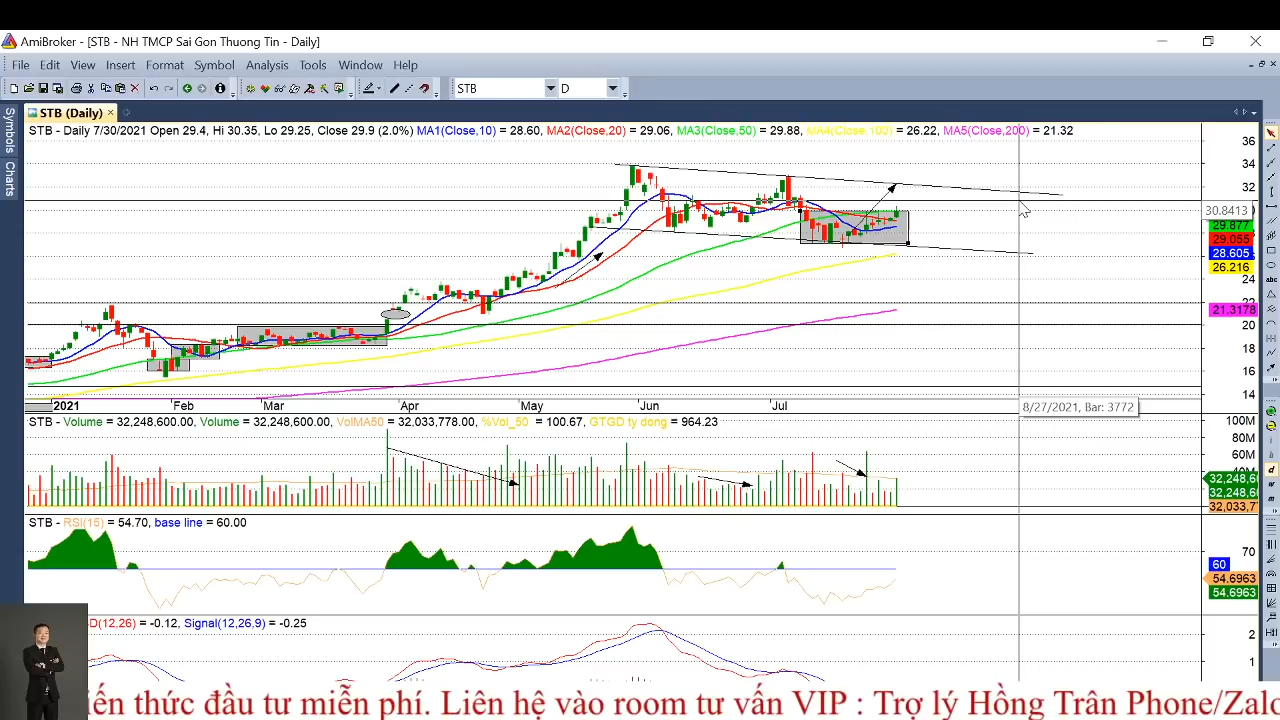 AmiBroker - [STB - NH TMCP Sai Gon Thuong Tin - Daily]
File Edit View Insert Format Symbol Analysis Tools Window Help
STB D
STB (Daily)
Symbols
Charts
STB - Daily 7/30/2021 Open 29.4, Hi 30.35, Lo 29.25, Close 29.9 (2.0%) MA1(Close,10) = 28.60, MA2(Close,20) = 29.06, MA3(Close,50) = 29.88, MA4(Close,100) = 26.22, MA5(Close,200) = 21.32
36
34
32
30.8413
29.877
29.055
28.605
26.216
24
22
21.3178
20
18
16
14
2021 Feb Mar Apr May Jun Jul
8/27/2021, Bar: 3772
STB - Volume = 32,248,600.00, Volume = 32,248,600.00, VolMA50 = 32,033,778.00, %Vol_50 = 100.67, GTGD ty dong = 964.23
100M
80M
60M
40M
32,248,6
32,248,6
32,033,7
STB - RSI(15) = 54.70, base line = 60.00
70
60
54.6963
54.6963
D(12,26) = -0.12, Signal(12,26,9) = -0.25
2
1
iến thức đầu tư miễn phí. Liên hệ vào room tư vấn VIP : Trợ lý Hồng Trân Phone/Zalo